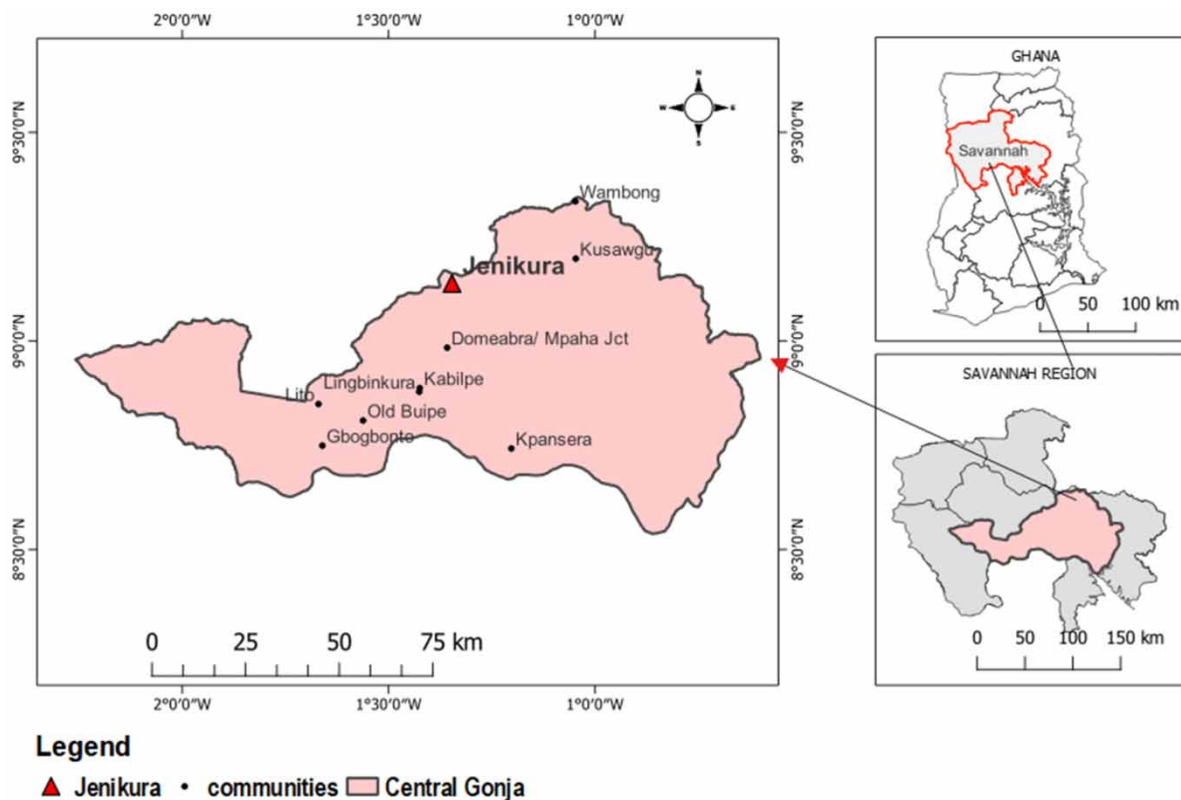 2°0'0"W 1°30'0"W 1°0'0"W
9°30'0"N
9°0'0"N
8°30'0"N
9°30'0"N
9°0'0"N
8°30'0"N
N
W E
S
Wambong
Kusawgu
Jenikura
Domeabra/ Mpaha Jct
Lingbinkura Kabilpe
Lito
Old Buipe
Gbogbonto
Kpansera
0 25 50 75 km
2°0'0"W 1°30'0"W 1°0'0"W
GHANA
Savannah
0 50 100 km
SAVANNAH REGION
0 50 100 150 km
Legend
Jenikura communities Central Gonja